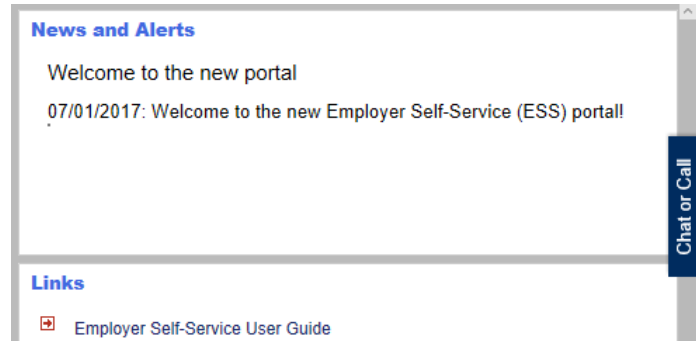 News and Alerts
Welcome to the new portal
07/01/2017: Welcome to the new Employer Self-Service (ESS) portal!
Chat or Call
Links
Employer Self-Service User Guide